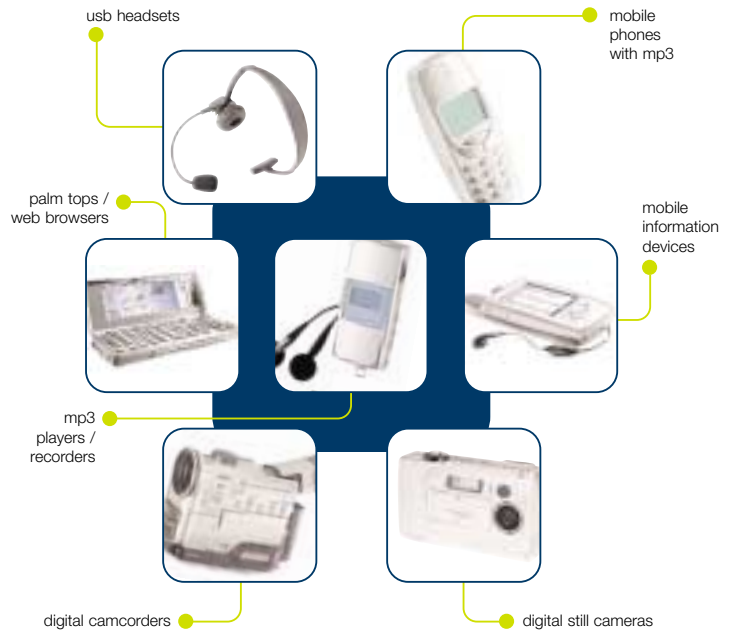 usb headsets
mobile
phones
with mp3
palm tops /
web browsers
mobile
information
devices
mp3
players /
recorders
digital camcorders
digital still cameras